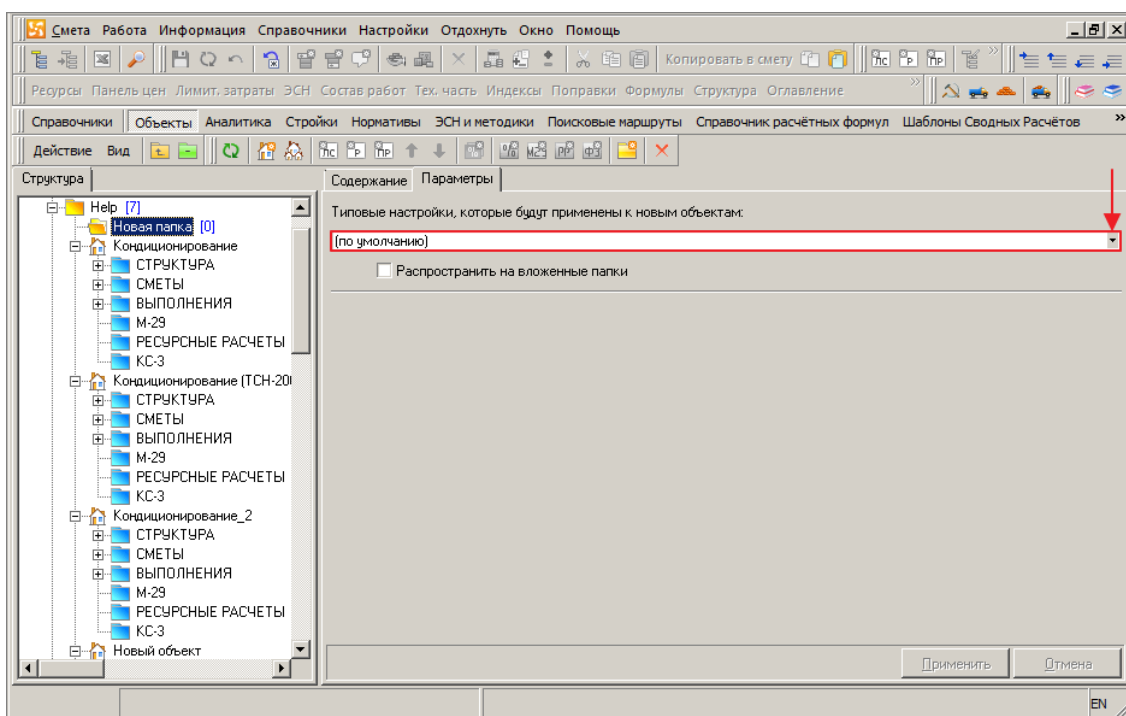 Смета Работа Информация Справочники Настройки Отдохнуть Окно Помощь
Копировать в смету
Ресурсы Панель цен Лимит. затраты ЭСН Состав работ Тех. часть Индексы Поправки Формулы Структура Оглавление
Справочники Объекты Аналитика Стройки Нормативы ЭСН и методики Поисковые маршруты Справочник расчётных формул Шаблоны Сводных Расчётов
Действие Вид
Структура
Содержание Параметры
Help [7]
Новая папка [0]
Кондиционирование
СТРУКТУРА
СМЕТЫ
ВЫПОЛНЕНИЯ
М-29
РЕСУРСНЫЕ РАСЧЕТЫ
КС-3
Кондиционирование (ТСН-200
СТРУКТУРА
СМЕТЫ
ВЫПОЛНЕНИЯ
М-29
РЕСУРСНЫЕ РАСЧЕТЫ
КС-3
Кондиционирование_2
СТРУКТУРА
СМЕТЫ
ВЫПОЛНЕНИЯ
М-29
РЕСУРСНЫЕ РАСЧЕТЫ
КС-3
Новый объект
Типовые настройки, которые будут применены к новым объектам:
(по умолчанию)
Распространить на вложенные папки
Применить Отмена
EN